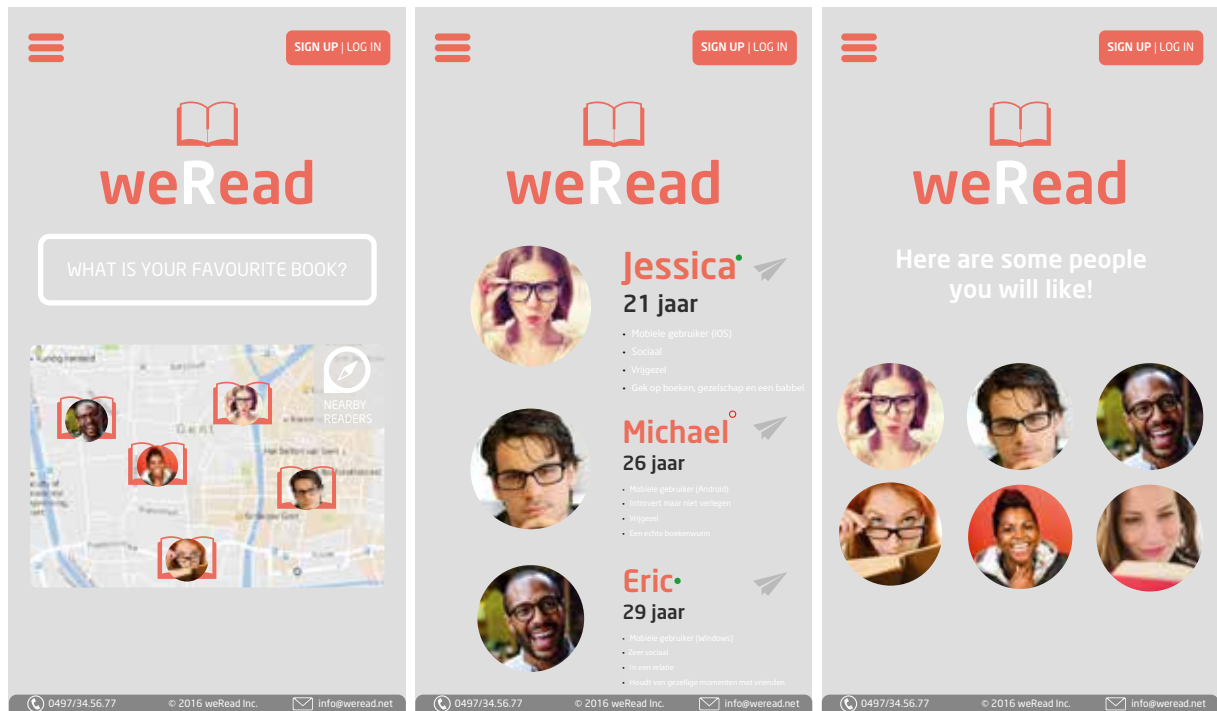 SIGN UP | LOG IN
weRead
WHAT IS YOUR FAVOURITE BOOK?
NEARBY
READERS
Gent
0497/34.56.77
© 2016 weRead Inc.
info@weread.net
SIGN UP | LOG IN
weRead
Jessica
21 jaar
• Mobiele gebruiker (iOS)
• Sociaal
• Vrijgezel
• Gek op boeken, gezelschap en een babbel
Michael
26 jaar
• Mobiele gebruiker (Android)
• Introvert maar niet verlegen
• Vrijgezel
• Een echte boekenworm
Eric
29 jaar
• Mobiele gebruiker (Windows)
• Zeer sociaal
• In een relatie
• Houdt van gezellige momenten met vrienden
0497/34.56.77
© 2016 weRead Inc.
info@weread.net
SIGN UP | LOG IN
weRead
Here are some people
you will like!
0497/34.56.77
© 2016 weRead Inc.
info@weread.net